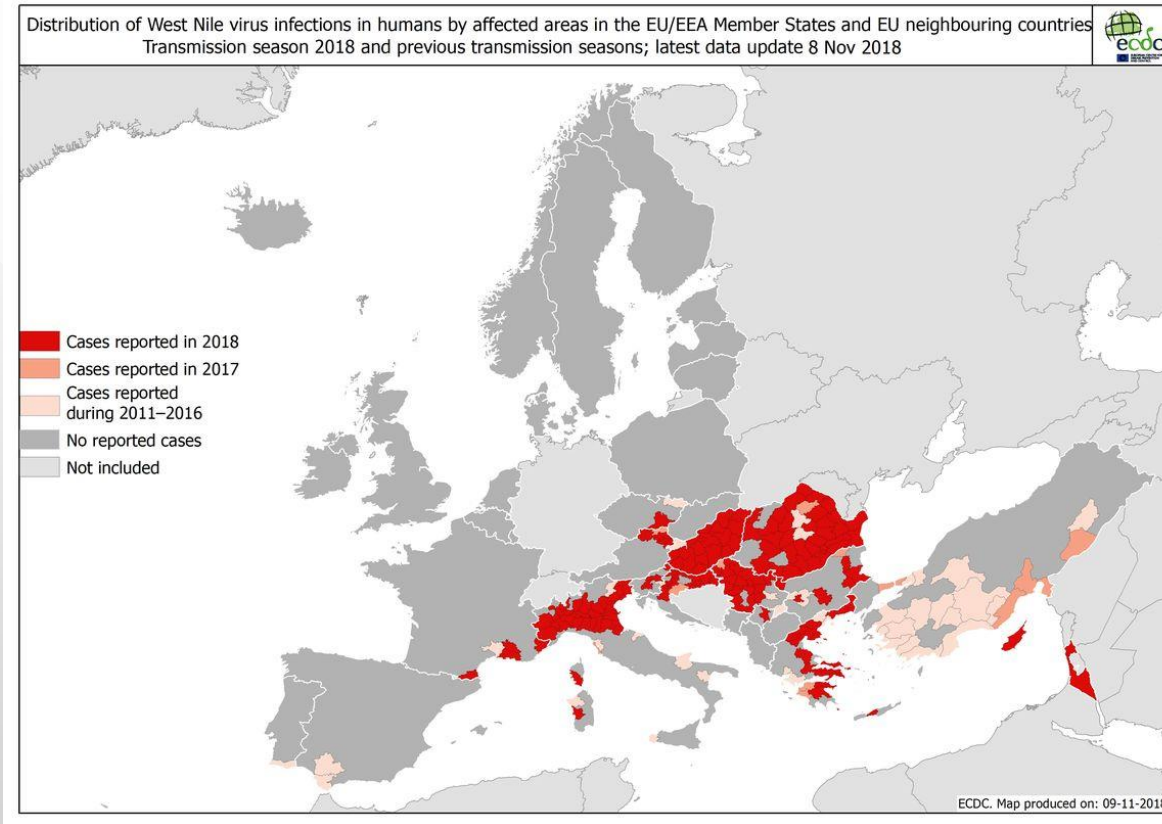 Distribution of West Nile virus infections in humans by affected areas in the EU/EEA Member States and EU neighbouring countries
Transmission season 2018 and previous transmission seasons; latest data update 8 Nov 2018
ecdc
Cases reported in 2018
Cases reported in 2017
Cases reported
during 2011–2016
No reported cases
Not included
ECDC. Map produced on: 09-11-2018